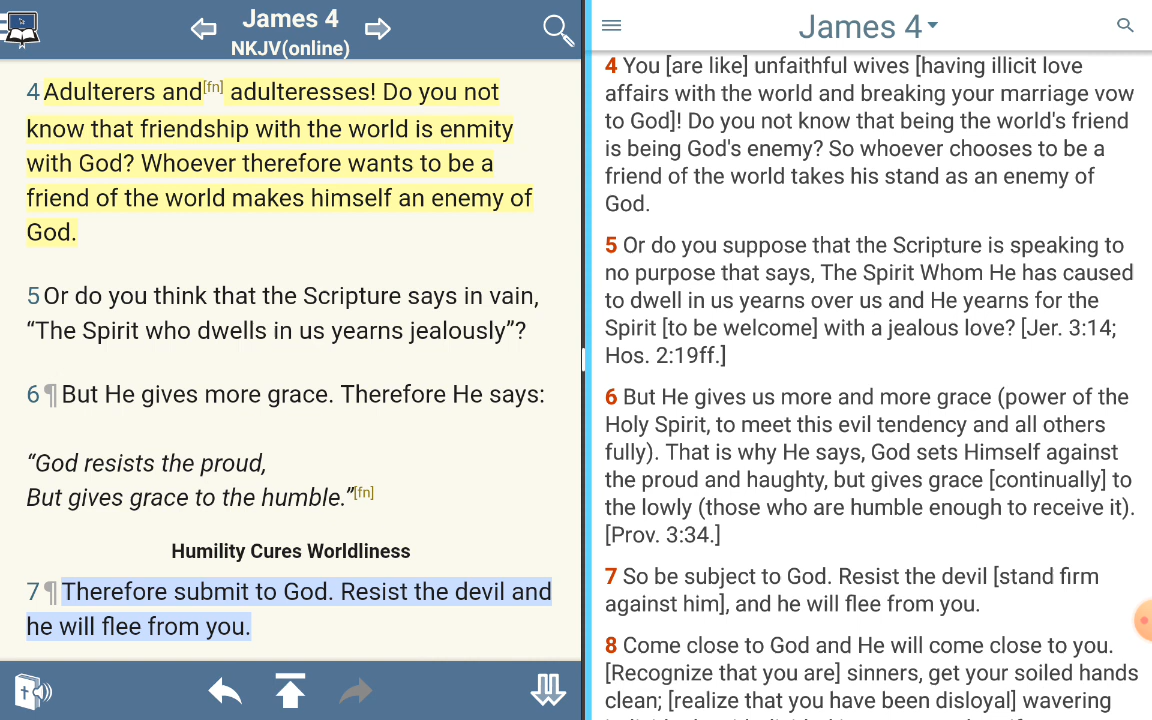 James 4
NKJV(online)
4 Adulterers and[fn] adulteresses! Do you not
know that friendship with the world is enmity
with God? Whoever therefore wants to be a
friend of the world makes himself an enemy of
God.
5 Or do you think that the Scripture says in vain,
“The Spirit who dwells in us yearns jealously”?
6 ¶ But He gives more grace. Therefore He says:
“God resists the proud,
But gives grace to the humble.”[fn]
Humility Cures Worldliness
7 ¶ Therefore submit to God. Resist the devil and
he will flee from you.
James 4
4 You [are like] unfaithful wives [having illicit love
affairs with the world and breaking your marriage vow
to God]! Do you not know that being the world's friend
is being God's enemy? So whoever chooses to be a
friend of the world takes his stand as an enemy of
God.
5 Or do you suppose that the Scripture is speaking to
no purpose that says, The Spirit Whom He has caused
to dwell in us yearns over us and He yearns for the
Spirit [to be welcome] with a jealous love? [Jer. 3:14;
Hos. 2:19ff.]
6 But He gives us more and more grace (power of the
Holy Spirit, to meet this evil tendency and all others
fully). That is why He says, God sets Himself against
the proud and haughty, but gives grace [continually] to
the lowly (those who are humble enough to receive it).
[Prov. 3:34.]
7 So be subject to God. Resist the devil [stand firm
against him], and he will flee from you.
8 Come close to God and He will come close to you.
[Recognize that you are] sinners, get your soiled hands
clean; [realize that you have been disloyal] wavering